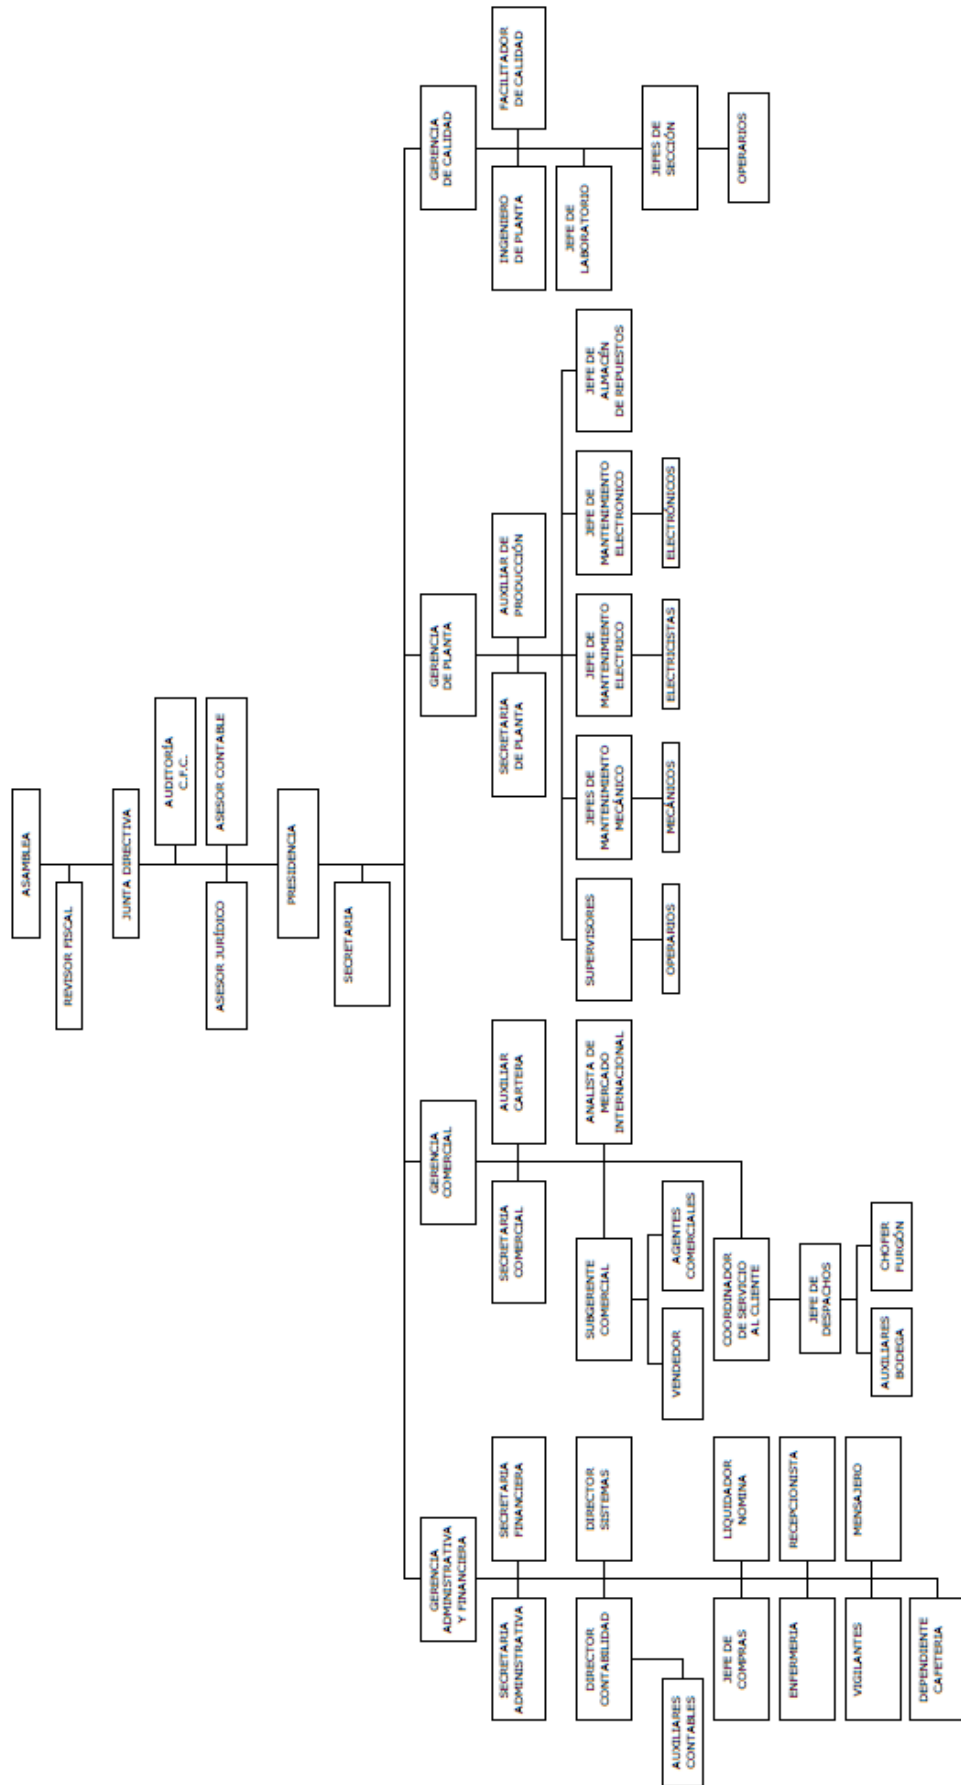 ASAMBLEA
REVISOR FISCAL
JUNTA DIRECTIVA
AUDITORÍA
C.F.C.
ASESOR JURÍDICO
ASESOR CONTABLE
PRESIDENCIA
SECRETARIA
GERENCIA
ADMINISTRATIVA
Y FINANCIERA
GERENCIA
COMERCIAL
GERENCIA
DE PLANTA
GERENCIA
DE CALIDAD
SECRETARIA
ADMINISTRATIVA
SECRETARIA
FINANCIERA
DIRECTOR
CONTABILIDAD
DIRECTOR
SISTEMAS
AUXILIARES
CONTABLES
JEFE DE
COMPRAS
LIQUIDADOR
NOMINA
ENFERMERIA
RECEPCIONISTA
VIGILANTES
MENSAJERO
DEPENDIENTE
CAFETERIA
SECRETARIA
COMERCIAL
AUXILIAR
CARTERA
SUBGERENTE
COMERCIAL
ANALISTA DE
MERCADO
INTERNACIONAL
VENDEDOR
AGENTES
COMERCIALES
COORDINADOR
DE SERVICIO
AL CLIENTE
JEFE DE
DESPACHOS
AUXILIARES
BODEGA
CHOFER
FURGÓN
SECRETARIA
DE PLANTA
AUXILIAR DE
PRODUCCIÓN
SUPERVISORES
JEFES DE
MANTENIMIENTO
MECÁNICO
JEFE DE
MANTENIMIENTO
ELECTRICO
JEFE DE
MANTENIMIENTO
ELECTRONICO
JEFE DE
ALMACÉN
DE REPUESTOS
OPERARIOS
MECÁNICOS
ELECTRICISTAS
ELECTRÓNICOS
INGENIERO
DE PLANTA
FACILITADOR
DE CALIDAD
JEFE DE
LABORATORIO
JEFES DE
SECCIÓN
OPERARIOS